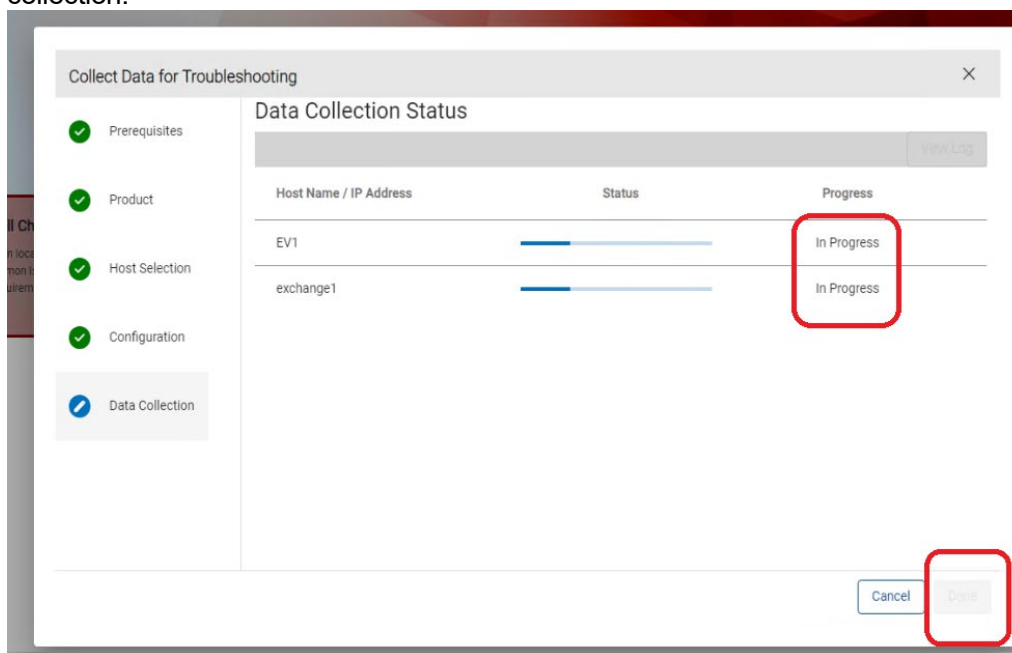 collection.
Collect Data for Troubleshooting
Prerequisites
Product
Host Selection
Configuration
Data Collection
Data Collection Status
View Log
Host Name / IP Address Status Progress
EV1 In Progress
exchange1 In Progress
Cancel Done